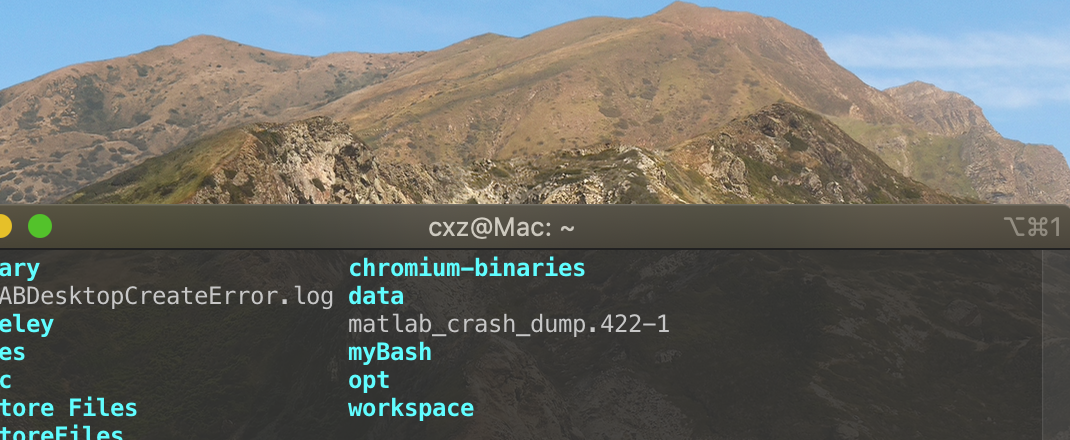 cxz@Mac: ~ ⌥⌘1
ary chromium-binaries
ABDesktopCreateError.log data
eley matlab_crash_dump.422-1
es myBash
c opt
tore Files workspace
toreFiles